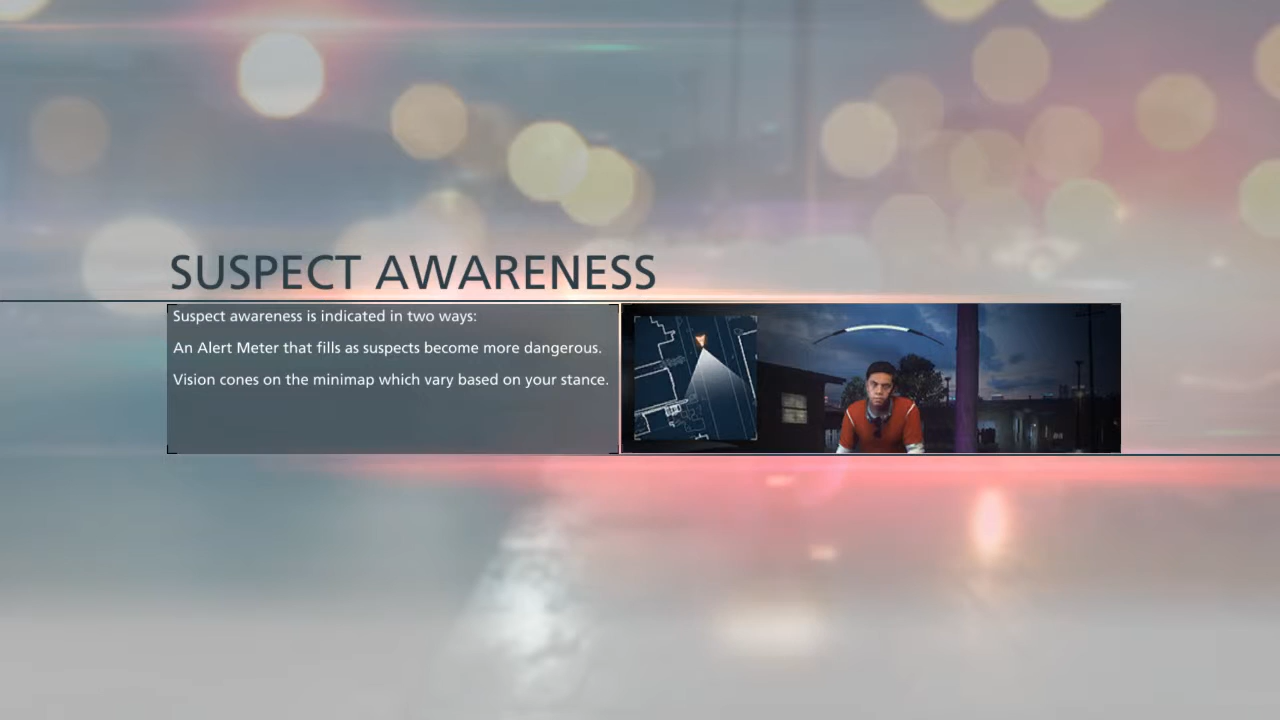 SUSPECT AWARENESS
Suspect awareness is indicated in two ways:
An Alert Meter that fills as suspects become more dangerous.
Vision cones on the minimap which vary based on your stance.